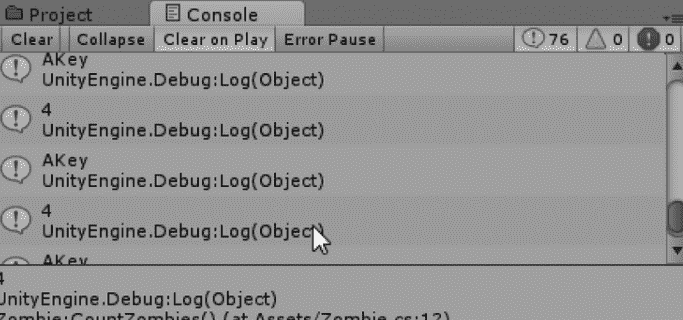 Project Console
Clear Collapse Clear on Play Error Pause 76 0 0
AKey
UnityEngine.Debug:Log(Object)
4
UnityEngine.Debug:Log(Object)
AKey
UnityEngine.Debug:Log(Object)
4
UnityEngine.Debug:Log(Object)
AKey
4
UnityEngine.Debug:Log(Object)
Zombie:CountZombies() (at Assets/Zombie.cs:12)